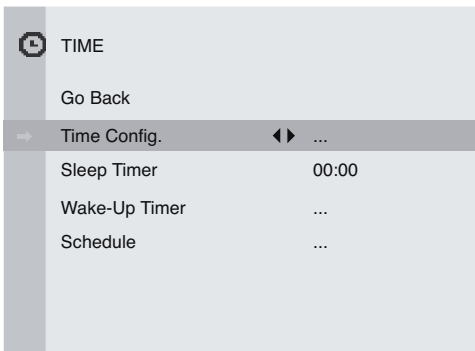 TIME
Go Back
Time Config. ...
Sleep Timer 00:00
Wake-Up Timer ...
Schedule ...